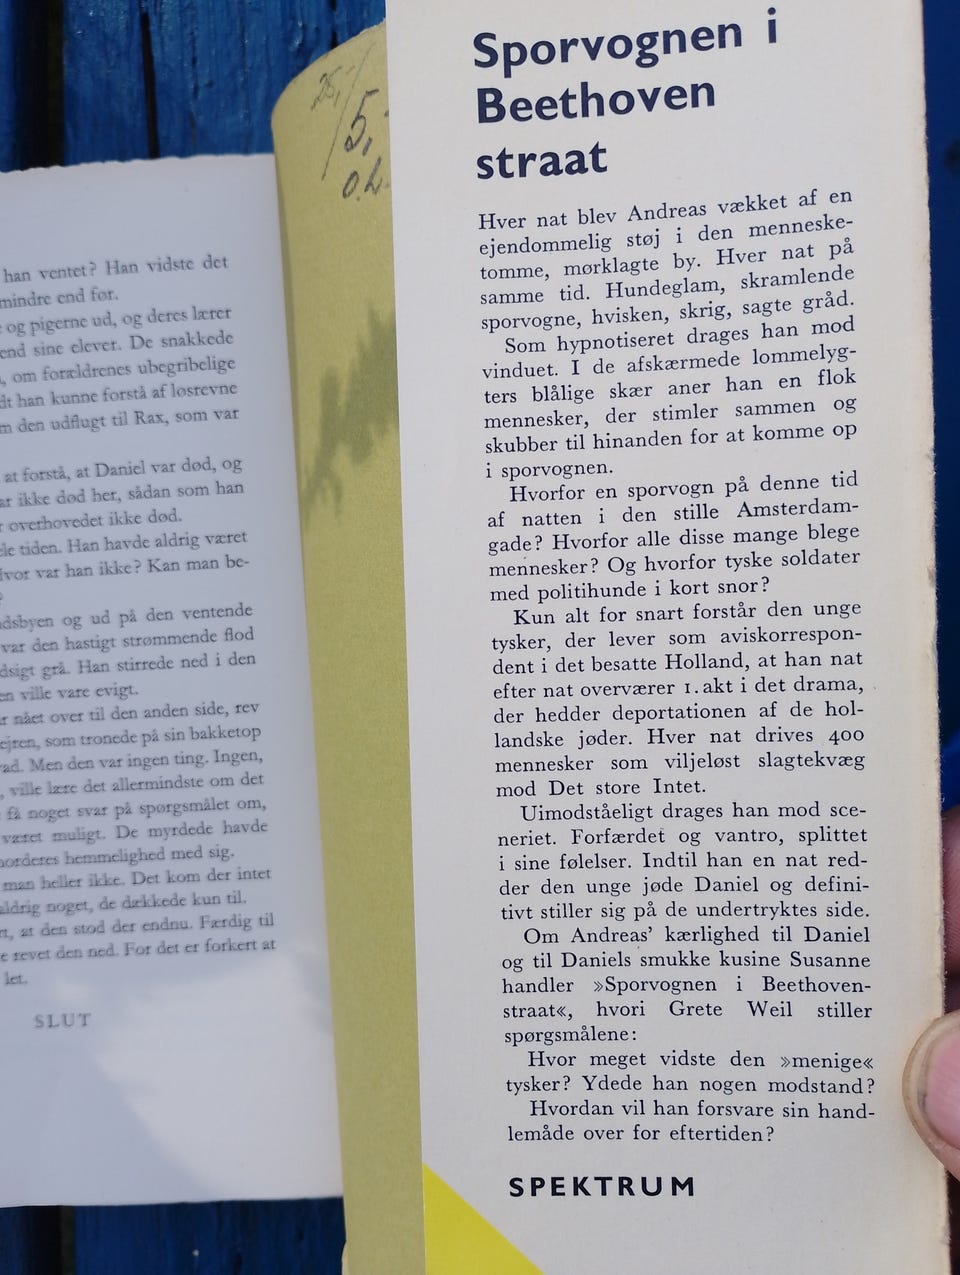 han ventet? Han vidste det
mindre end før.
og pigerne ud, og deres lærer
end sine elever. De snakkede
om forældrenes ubegribelige
han kunne forstå af løsrevne
den udflugt til Rax, som var
at forstå, at Daniel var død, og
ikke død her, sådan som han
overhovedet ikke død.
tiden. Han havde aldrig været
var han ikke? Kan man be-
?
og ud på den ventende
var den hastigt strømmende flod
grå. Han stirrede ned i den
ville vare evigt.
nået over til den anden side, rev
som tronede på sin bakketop
Men den var ingen ting. Ingen,
ville lære det allermindste om det
få noget svar på spørgsmålet om,
været muligt. De myrdede havde
hemmelighed med sig.
man heller ikke. Det kom der intet
aldrig noget, de dækkede kun til.
at den stod der endnu. Færdig til
revet den ned. For det er forkert at
let.
SLUT
25,-
5,-
Sporvognen i
Beethoven
straat
Hver nat blev Andreas vækket af en
ejendommelig støj i den menneske-
tomme, mørklagte by. Hver nat på
samme tid. Hundeglam, skramlende
sporvogne, hvisken, skrig, sagte gråd.
Som hypnotiseret drages han mod
vinduet. I de afskærmede lommelyg-
ters blålige skær aner han en flok
mennesker, der stimler sammen og
skubber til hinanden for at komme op
i sporvognen.
Hvorfor en sporvogn på denne tid
af natten i den stille Amsterdam-
gade? Hvorfor alle disse mange blege
mennesker? Og hvorfor tyske soldater
med politihunde i kort snor?
Kun alt for snart forstår den unge
tysker, der lever som aviskorrespon-
dent i det besatte Holland, at han nat
efter nat overværer 1. akt i det drama,
der hedder deportationen af de hol-
landske jøder. Hver nat drives 400
mennesker som viljeløst slagtekvæg
mod Det store Intet.
Uimodståeligt drages han mod sce-
neriet. Forfærdet og vantro, splittet
i sine følelser. Indtil han en nat red-
der den unge jøde Daniel og defini-
tivt stiller sig på de undertryktes side.
Om Andreas' kærlighed til Daniel
og til Daniels smukke kusine Susanne
handler »Sporvognen i Beethoven-
straat«, hvori Grete Weil stiller
spørgsmålene:
Hvor meget vidste den »menige«
tysker? Ydede han nogen modstand?
Hvordan vil han forsvare sin hand-
lemåde over for eftertiden?
SPEKTRUM